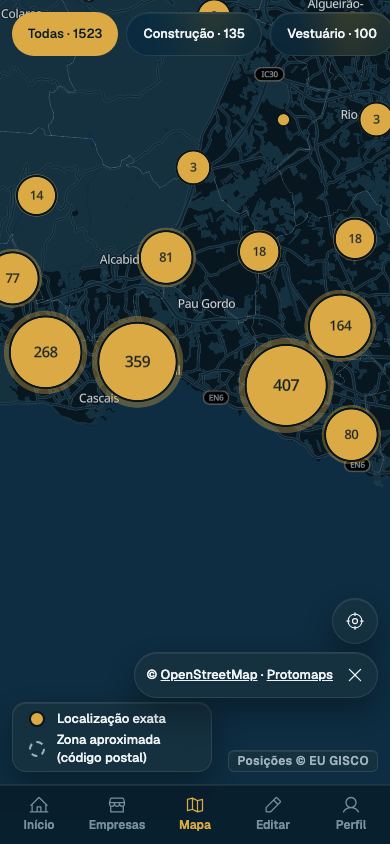 Todas · 1523
Construção · 135
Vestuário · 100
Algueirão-
IC30
Rio
3
3
14
18
18
81
77
Pau Gordo
164
268
359
407
EN6
Cascais
80
EN6
© OpenStreetMap · Protomaps
Localização exata
Zona aproximada
(código postal)
Posições © EU GISCO
Início
Empresas
Mapa
Editar
Perfil